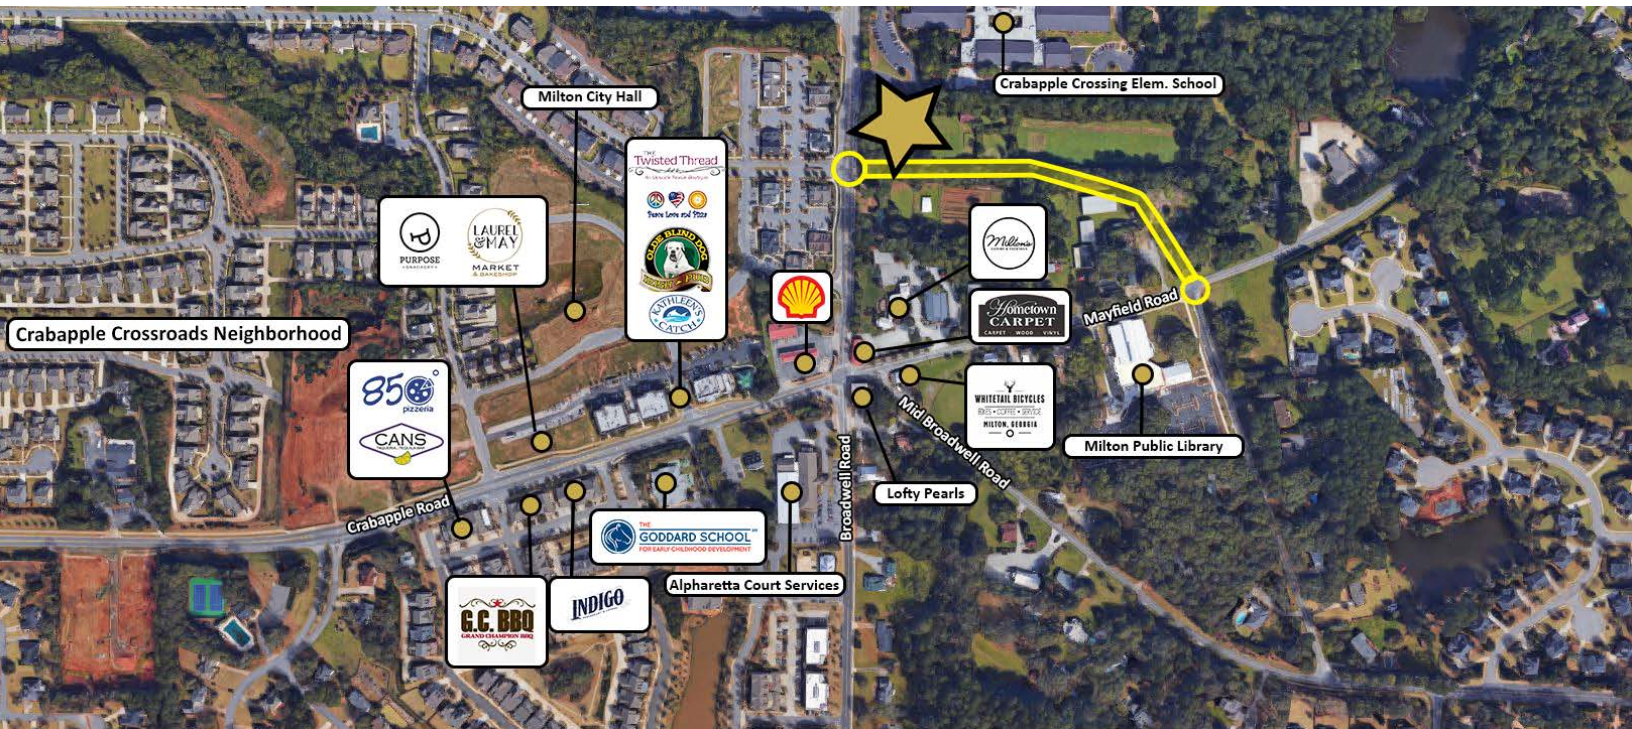 Crabapple Crossing Elem. School
Milton City Hall
THE
Twisted Thread
Peace Love and Pizza
OLDE BLIND DOG
IRISH PUB
KATHLEEN'S
CATCH
PURPOSE
LAUREL
& MAY
MARKET
& BAKESHOP
Milton's
Hometown
CARPET
CARPET · WOOD · VINYL
Mayfield Road
Crabapple Crossroads Neighborhood
850°
pizzeria
CANS
WHITETAIL BICYCLES
BIKES • COFFEE • SERVICE
MILTON, GEORGIA
Milton Public Library
Mid Broadwell Road
Broadwell Road
Lofty Pearls
Crabapple Road
THE
GODDARD SCHOOL
FOR EARLY CHILDHOOD DEVELOPMENT
Alpharetta Court Services
G.C. BBQ
GRAND CHAMPION BBQ
INDIGO